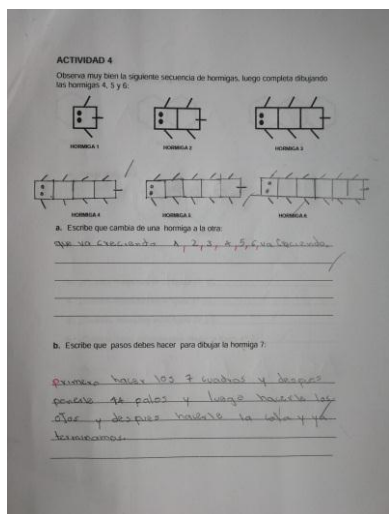 ACTIVIDAD 4
Observa muy bien la siguiente secuencia de hormigas, luego completa dibujando
las hormigas 4, 5 y 6:
HORMIGA 1 HORMIGA 2 HORMIGA 3
HORMIGA 4 HORMIGA 5 HORMIGA 6
a. Escribe que cambia de una hormiga a la otra:
que va creciendo 1, 2, 3, 4, 5, 6, va creciendo.
b. Escribe que pasos debes hacer para dibujar la hormiga 7:
primero hacer los 7 cuadros y despues
ponerle 14 palos y luego hacerle los
ojos y despues hacerle la cola y ya
terminamos.